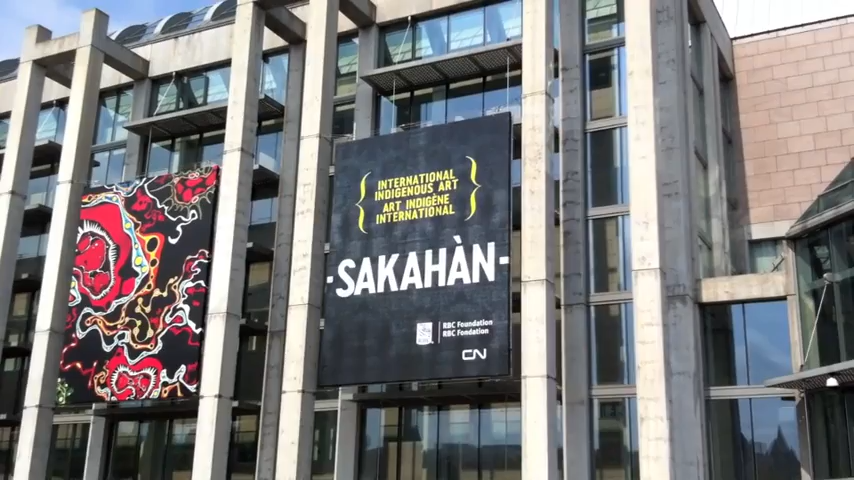 INTERNATIONAL
INDIGENOUS ART
ART INDIGÈNE
INTERNATIONAL
-SAKAHÀN-
RBC Foundation
RBC Fondation
CN